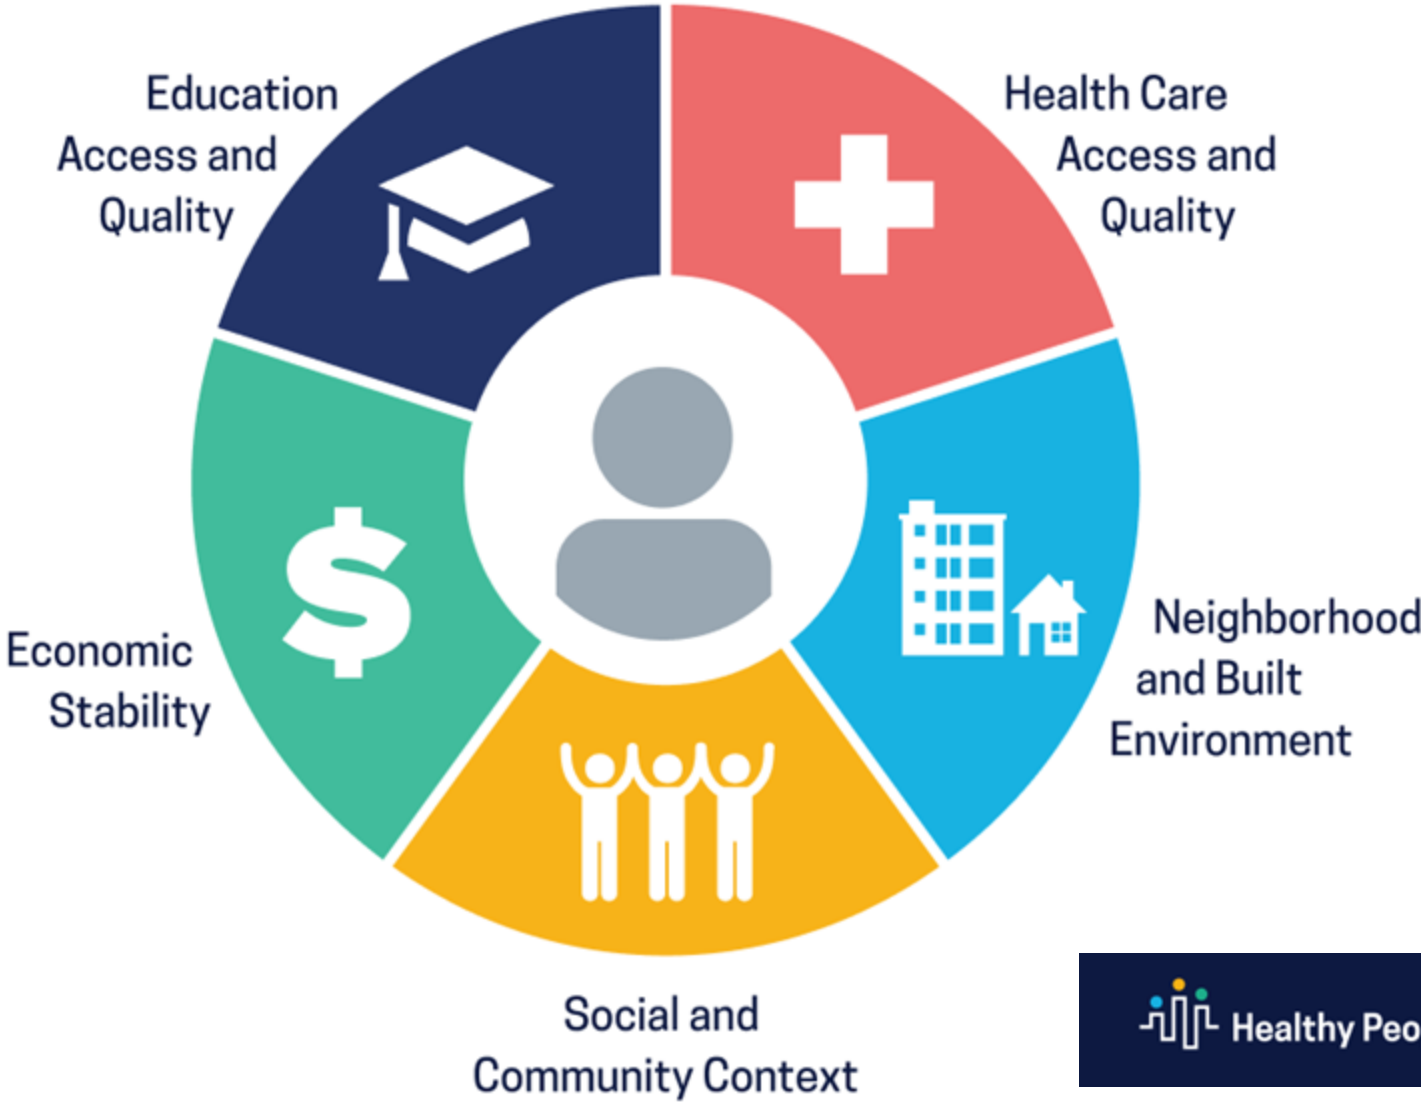 Education
Access and
Quality
Health Care
Access and
Quality
Economic
Stability
$
Neighborhood
and Built
Environment
Social and
Community Context
Healthy Peo